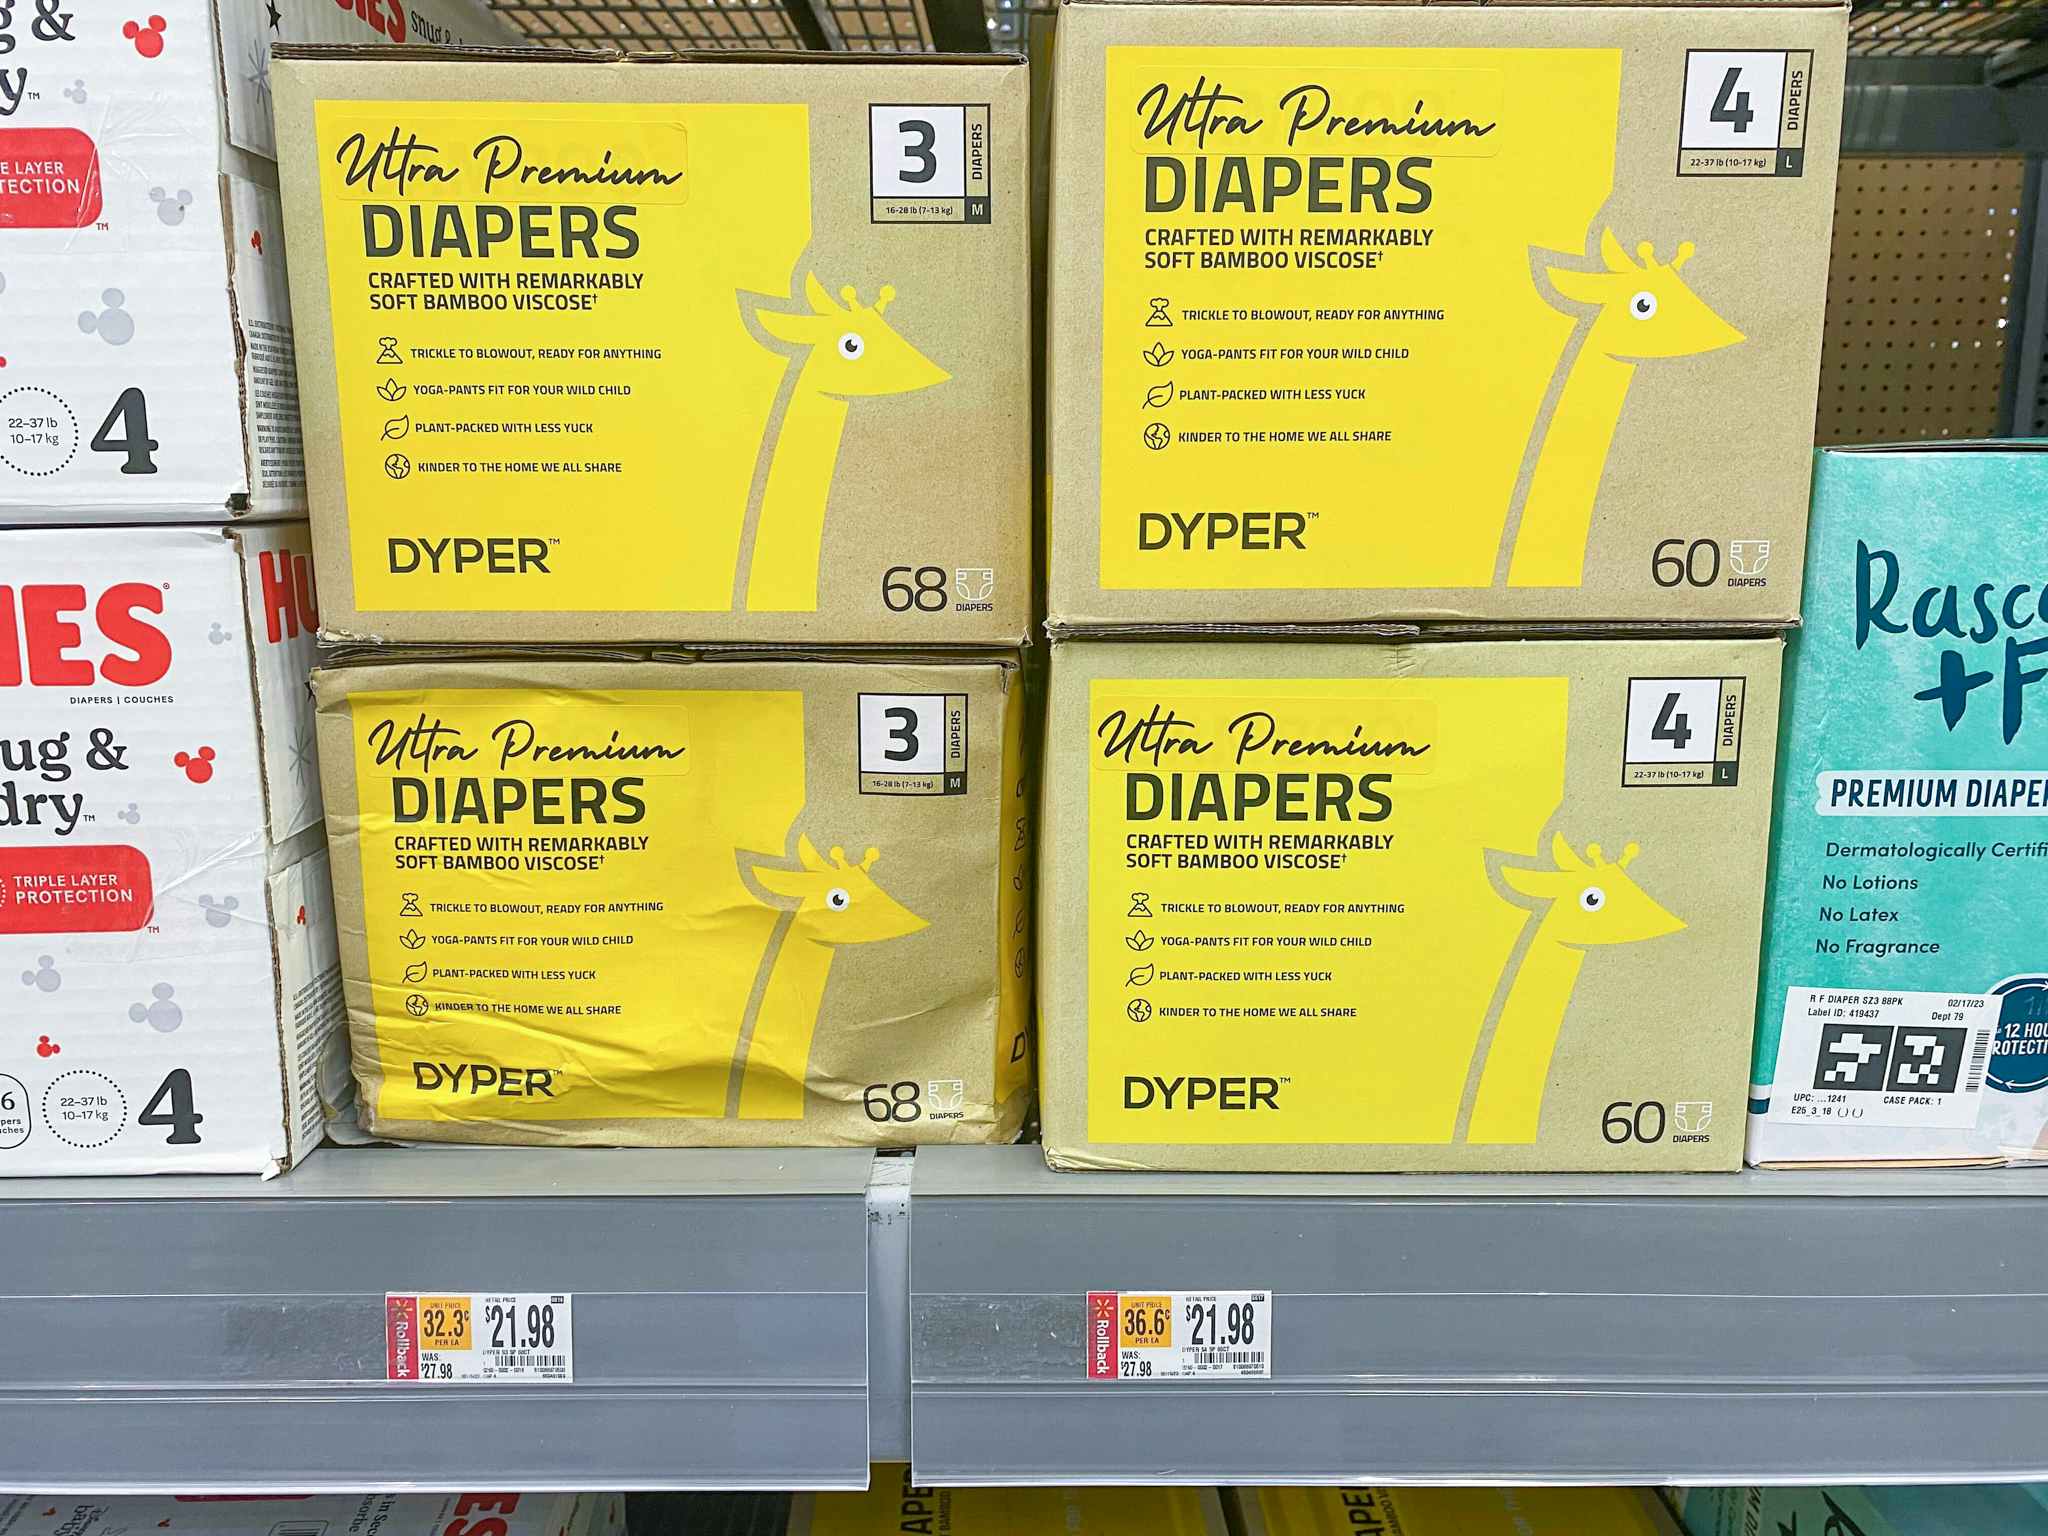 &
y™
E LAYER
TECTION
™
22–37 lb
10–17 kg
4
IES®
DIAPERS | COUCHES
ug &
dry™
TRIPLE LAYER
PROTECTION
™
6
22–37 lb
10–17 kg
4
snug &
HU
Ultra Premium
DIAPERS
CRAFTED WITH REMARKABLY
SOFT BAMBOO VISCOSE†
TRICKLE TO BLOWOUT, READY FOR ANYTHING
YOGA-PANTS FIT FOR YOUR WILD CHILD
PLANT-PACKED WITH LESS YUCK
KINDER TO THE HOME WE ALL SHARE
DYPER™
3
DIAPERS
16-28 lb (7-13 kg) M
68 DIAPERS
Ultra Premium
DIAPERS
CRAFTED WITH REMARKABLY
SOFT BAMBOO VISCOSE†
TRICKLE TO BLOWOUT, READY FOR ANYTHING
YOGA-PANTS FIT FOR YOUR WILD CHILD
PLANT-PACKED WITH LESS YUCK
KINDER TO THE HOME WE ALL SHARE
DYPER™
4
DIAPERS
22-37 lb (10-17 kg) L
60 DIAPERS
Ultra Premium
DIAPERS
CRAFTED WITH REMARKABLY
SOFT BAMBOO VISCOSE†
TRICKLE TO BLOWOUT, READY FOR ANYTHING
YOGA-PANTS FIT FOR YOUR WILD CHILD
PLANT-PACKED WITH LESS YUCK
KINDER TO THE HOME WE ALL SHARE
DYPER™
3
DIAPERS
16-28 lb (7-13 kg) M
68 DIAPERS
Ultra Premium
DIAPERS
CRAFTED WITH REMARKABLY
SOFT BAMBOO VISCOSE†
TRICKLE TO BLOWOUT, READY FOR ANYTHING
YOGA-PANTS FIT FOR YOUR WILD CHILD
PLANT-PACKED WITH LESS YUCK
KINDER TO THE HOME WE ALL SHARE
DYPER™
4
DIAPERS
22-37 lb (10-17 kg) L
60 DIAPERS
Rasc
+F
PREMIUM DIAPE
Dermatologically Certifi
No Lotions
No Latex
No Fragrance
R F DIAPER SZ3 88PK 02/17/23
Label ID: 419437 Dept 79
UPC: ...1241 CASE PACK: 1
E25_3_18 (_) (_)
12 HOU
ROTECTI
Rollback
UNIT PRICE
32.3¢
PER EA
WAS:
$27.98
RETAIL PRICE
$21.98
Rollback
UNIT PRICE
36.6¢
PER EA
WAS:
$27.98
RETAIL PRICE
$21.98